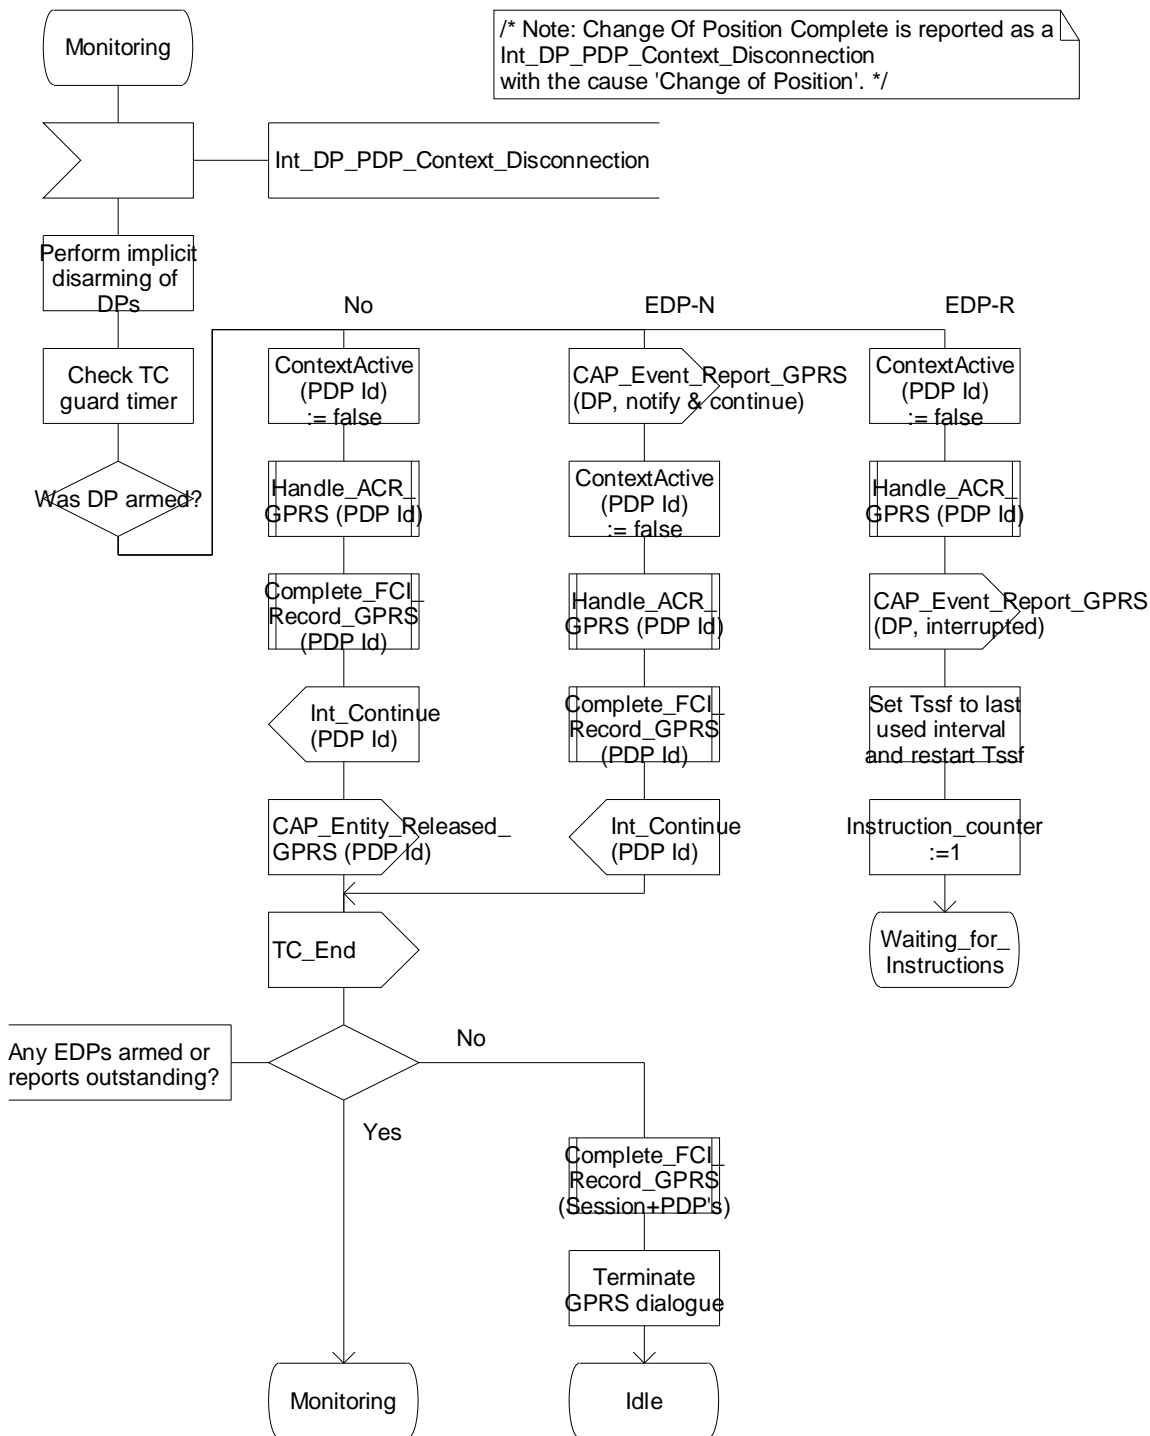 Monitoring
/* Note: Change Of Position Complete is reported as a
Int_DP_PDP_Context_Disconnection
with the cause 'Change of Position'. */
Int_DP_PDP_Context_Disconnection
Perform implicit
disarming of
DPs
Check TC
guard timer
Was DP armed?
No
EDP-N
EDP-R
ContextActive
(PDP Id)
:= false
Handle_ACR_
GPRS (PDP Id)
Complete_FCI_
Record_GPRS
(PDP Id)
Int_Continue
(PDP Id)
CAP_Entity_Released_
GPRS (PDP Id)
CAP_Event_Report_GPRS
(DP, notify & continue)
ContextActive
(PDP Id)
:= false
Handle_ACR_
GPRS (PDP Id)
Complete_FCI_
Record_GPRS
(PDP Id)
Int_Continue
(PDP Id)
ContextActive
(PDP Id)
:= false
Handle_ACR_
GPRS (PDP Id)
CAP_Event_Report_GPRS
(DP, interrupted)
Set Tssf to last
used interval
and restart Tssf
Instruction_counter
:=1
Waiting_for_
Instructions
TC_End
Any EDPs armed or
reports outstanding?
No
Yes
Complete_FCI_
Record_GPRS
(Session+PDP's)
Terminate
GPRS dialogue
Monitoring
Idle